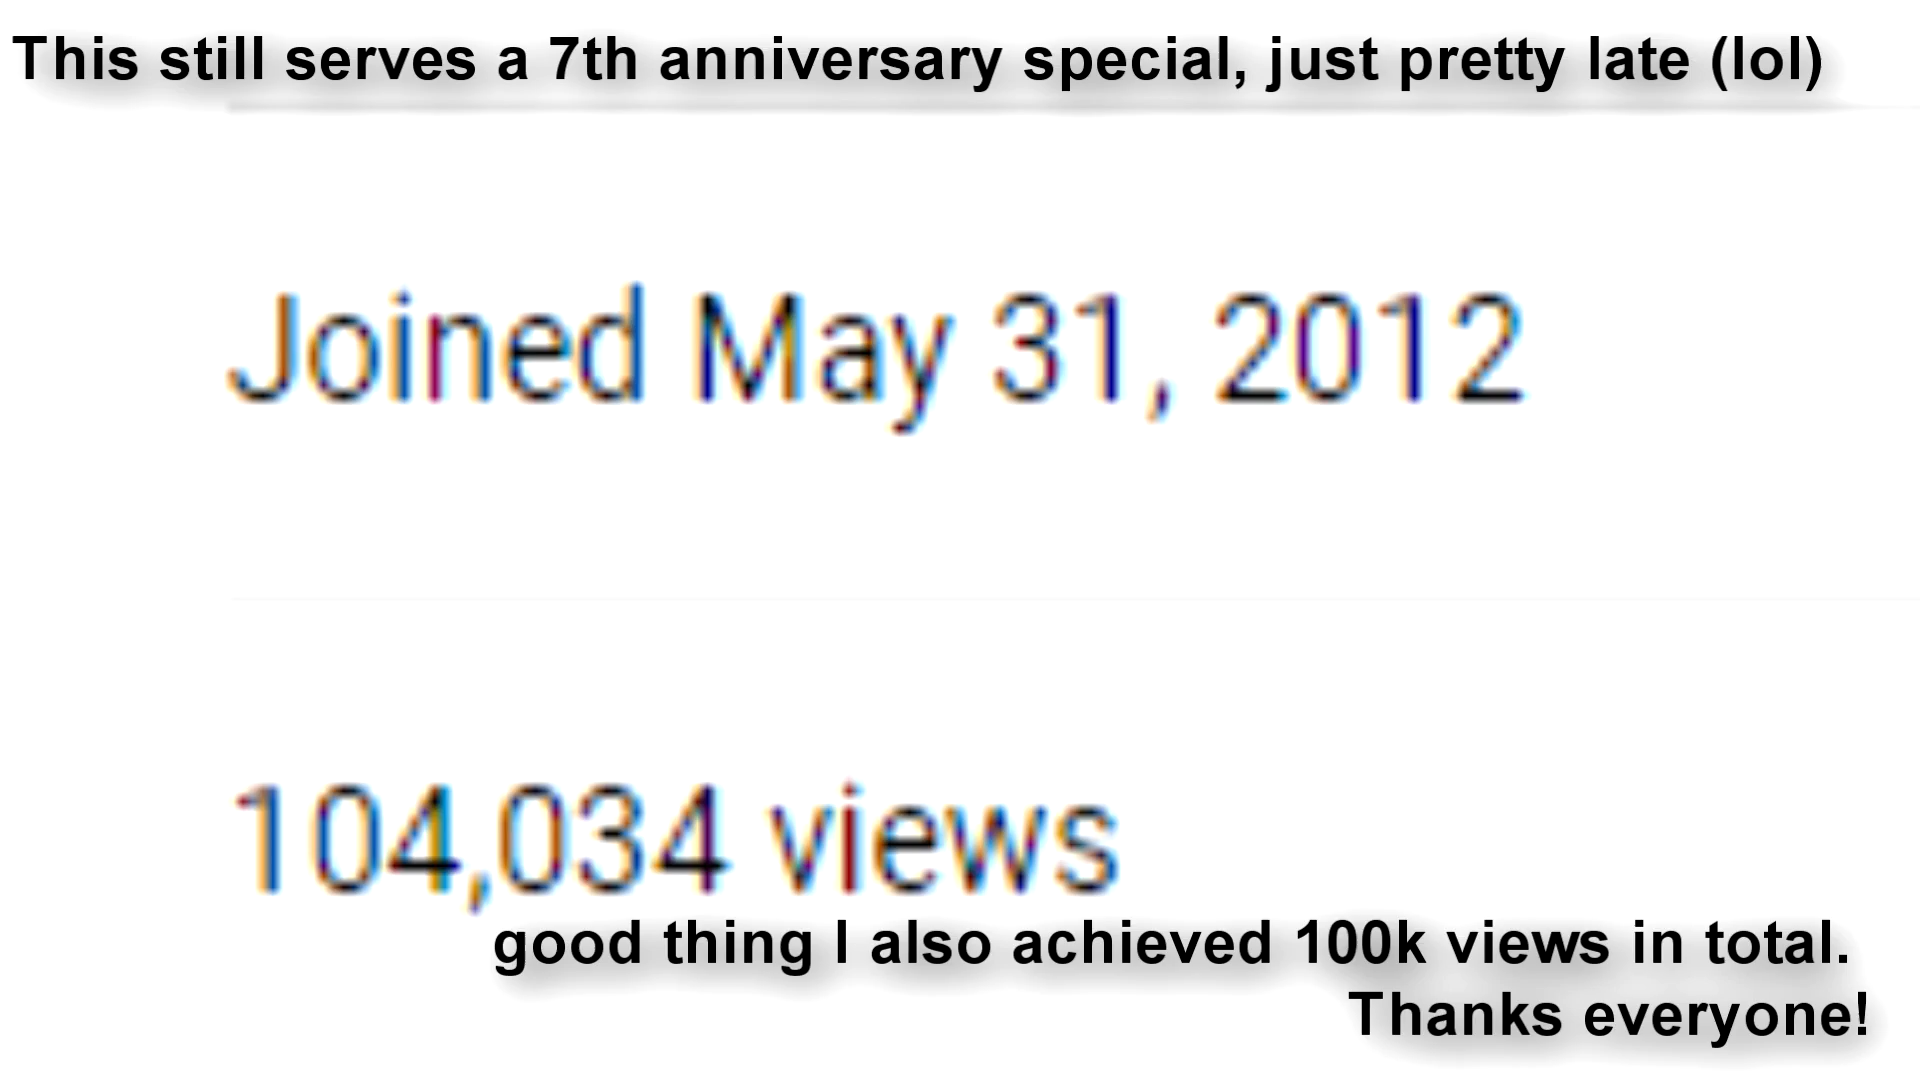 This still serves a 7th anniversary special, just pretty late (lol)
Joined May 31, 2012
104,034 views
good thing I also achieved 100k views in total.
Thanks everyone!